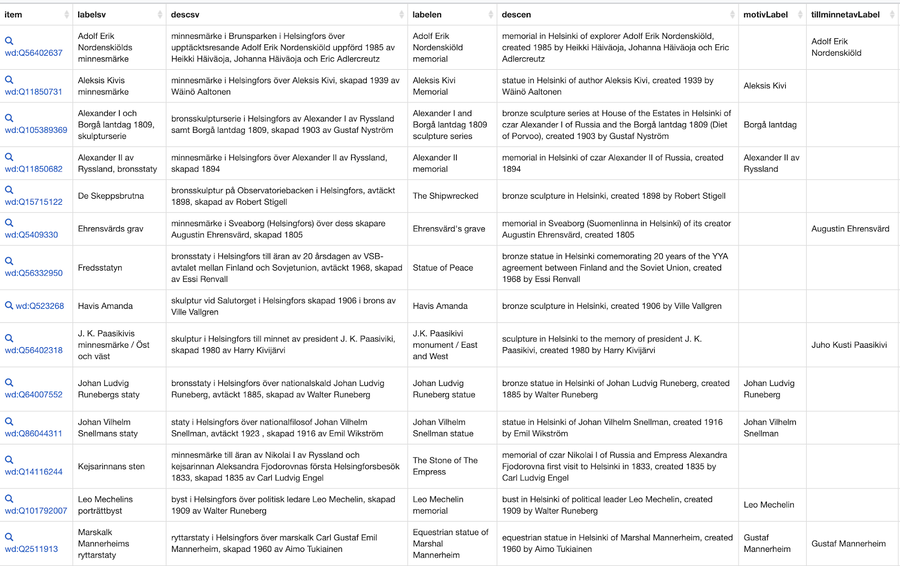 item labelsv descsv labelen descen motivLabel tillminnetavLabel
wd:Q56402637
Adolf Erik
Nordenskiölds
minnesmärke
minnesmärke i Brunsparken i Helsingfors över
upptäcktsresande Adolf Erik Nordenskiöld uppförd 1985 av
Heikki Häiväoja, Johanna Häiväoja och Eric Adlercreutz
Adolf Erik
Nordenskiöld
memorial
memorial in Helsinki of explorer Adolf Erik Nordenskiöld,
created 1985 by Heikki Häiväoja, Johanna Häiväoja och Eric
Adlercreutz
Adolf Erik
Nordenskiöld
wd:Q11850731
Aleksis Kivis
minnesmärke
minnesmärke i Helsingfors över Aleksis Kivi, skapad 1939 av
Wäinö Aaltonen
Aleksis Kivi
Memorial
statue in Helsinki of author Aleksis Kivi, created 1939 by
Wäinö Aaltonen
Aleksis Kivi
wd:Q105389369
Alexander I och
Borgå lantdag 1809,
skulpturserie
bronsskulpturserie i Helsingfors av Alexander I av Ryssland
samt Borgå lantdag 1809, skapad 1903 av Gustaf Nyström
Alexander I and
Borgå lantdag 1809
sculpture series
bronze sculpture series at House of the Estates in Helsinki of
czar Alexander I of Russia and the Borgå lantdag 1809 (Diet
of Porvoo), created 1903 by Gustaf Nyström
Borgå lantdag
wd:Q11850682
Alexander II av
Ryssland, bronsstaty
minnesmärke i Helsingfors över Alexander II av Ryssland,
skapad 1894
Alexander II
memorial
memorial in Helsinki of czar Alexander II of Russia, created
1894
Alexander II av
Ryssland
wd:Q15715122
De Skeppsbrutna
bronsskulptur på Observatoriebacken i Helsingfors, avtäckt
1898, skapad av Robert Stigell
The Shipwrecked
bronze sculpture in Helsinki, created 1898 by Robert Stigell
wd:Q5409330
Ehrensvärds grav
minnesmärke i Sveaborg (Helsingfors) över dess skapare
Augustin Ehrensvärd, skapad 1805
Ehrensvärd's grave
memorial in Sveaborg (Suomenlinna in Helsinki) of its creator
Augustin Ehrensvärd, created 1805
Augustin Ehrensvärd
wd:Q56332950
Fredsstatyn
bronsstaty i Helsingfors till äran av 20 årsdagen av VSB-
avtalet mellan Finland och Sovjetunion, avtäckt 1968, skapad
av Essi Renvall
Statue of Peace
bronze statue in Helsinki comemorating 20 years of the YYA
agreement between Finland and the Soviet Union, created
1968 by Essi Renvall
wd:Q523268
Havis Amanda
skulptur vid Salutorget i Helsingfors skapad 1906 i brons av
Ville Vallgren
Havis Amanda
bronze sculpture in Helsinki, created 1906 by Ville Vallgren
wd:Q56402318
J. K. Paasikivis
minnesmärke / Öst
och väst
skulptur i Helsingfors till minnet av president J. K. Paasiviki,
skapad 1980 av Harry Kivijärvi
J.K. Paasikivi
monument / East
and West
sculpture in Helsinki to the memory of president J. K.
Paasikivi, created 1980 by Harry Kivijärvi
Juho Kusti Paasikivi
wd:Q64007552
Johan Ludvig
Runebergs staty
bronsstaty i Helsingfors över nationalskald Johan Ludvig
Runeberg, avtäckt 1885, skapad av Walter Runeberg
Johan Ludvig
Runeberg statue
bronze statue in Helsinki of Johan Ludvig Runeberg, created
1885 by Walter Runeberg
Johan Ludvig
Runeberg
wd:Q86044311
Johan Vilhelm
Snellmans staty
staty i Helsingfors över nationalfilosof Johan Vilhelm
Snellman, avtäckt 1923 , skapad 1916 av Emil Wikström
Johan Vilhelm
Snellman statue
statue in Helsinki of Johan Vilhelm Snellman, created 1916
by Emil Wikström
Johan Vilhelm
Snellman
wd:Q14116244
Kejsarinnans sten
minnesmärke till äran av Nikolai I av Ryssland och
kejsarinnan Aleksandra Fjodorovnas första Helsingforsbesök
1833, skapad 1835 av Carl Ludvig Engel
The Stone of The
Empress
memorial of czar Nikolai I of Russia and Empress Alexandra
Fjodorovna first visit to Helsinki in 1833, created 1835 by
Carl Ludvig Engel
wd:Q101792007
Leo Mechelins
porträttbyst
byst i Helsingfors över politisk ledare Leo Mechelin, skapad
1909 av Walter Runeberg
Leo Mechelin
memorial
bust in Helsinki of political leader Leo Mechelin, created
1909 by Walter Runeberg
Leo Mechelin
wd:Q2511913
Marskalk
Mannerheims
ryttarstaty
ryttarstaty i Helsingfors över marskalk Carl Gustaf Emil
Mannerheim, skapad 1960 av Aimo Tukiainen
Equestrian statue of
Marshal
Mannerheim
equestrian statue in Helsinki of Marshal Mannerheim, created
1960 by Aimo Tukiainen
Gustaf
Mannerheim
Gustaf Mannerheim